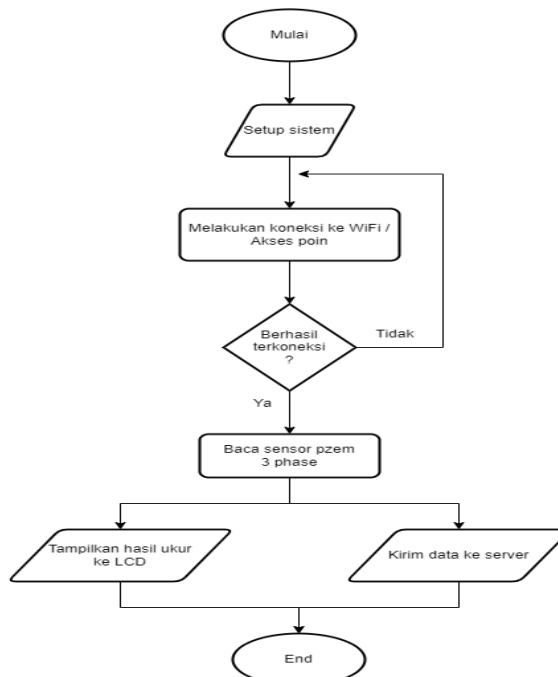 Mulai
Setup sistem
Melakukan koneksi ke WiFi /
Akses poin
Berhasil
terkoneksi
?
Tidak
Ya
Baca sensor pzem
3 phase
Tampilkan hasil ukur
ke LCD
Kirim data ke server
End